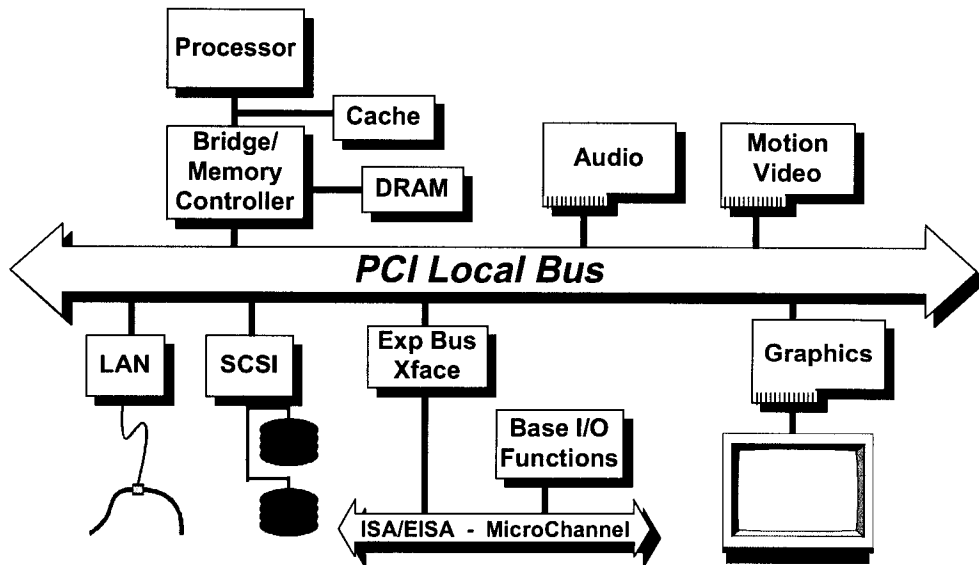 Processor
Cache
Bridge/
Memory
Controller
DRAM
Audio
Motion
Video
PCI Local Bus
LAN
SCSI
Exp Bus
Xface
Graphics
Base I/O
Functions
ISA/EISA - MicroChannel